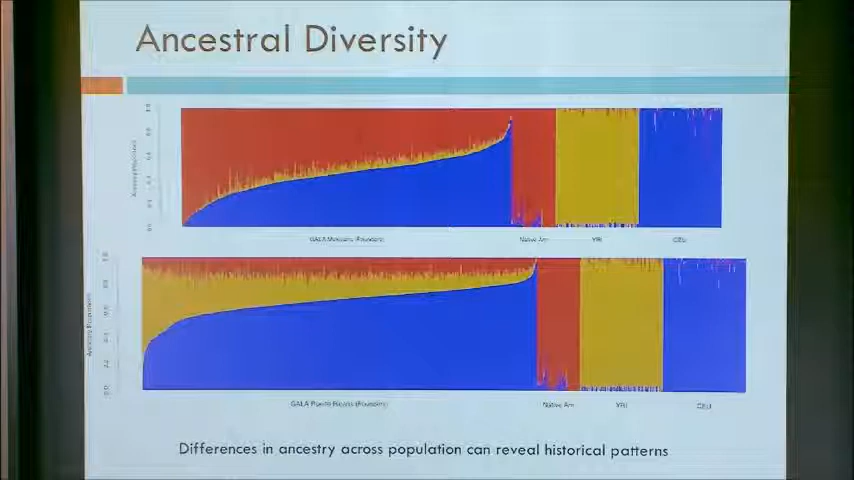 Ancestral Diversity
GALA Mexicans (Founders)
Native Am
YRI
CEU
GALA Puerto Ricans (Founders)
Native Am
YRI
CEU
Differences in ancestry across population can reveal historical patterns